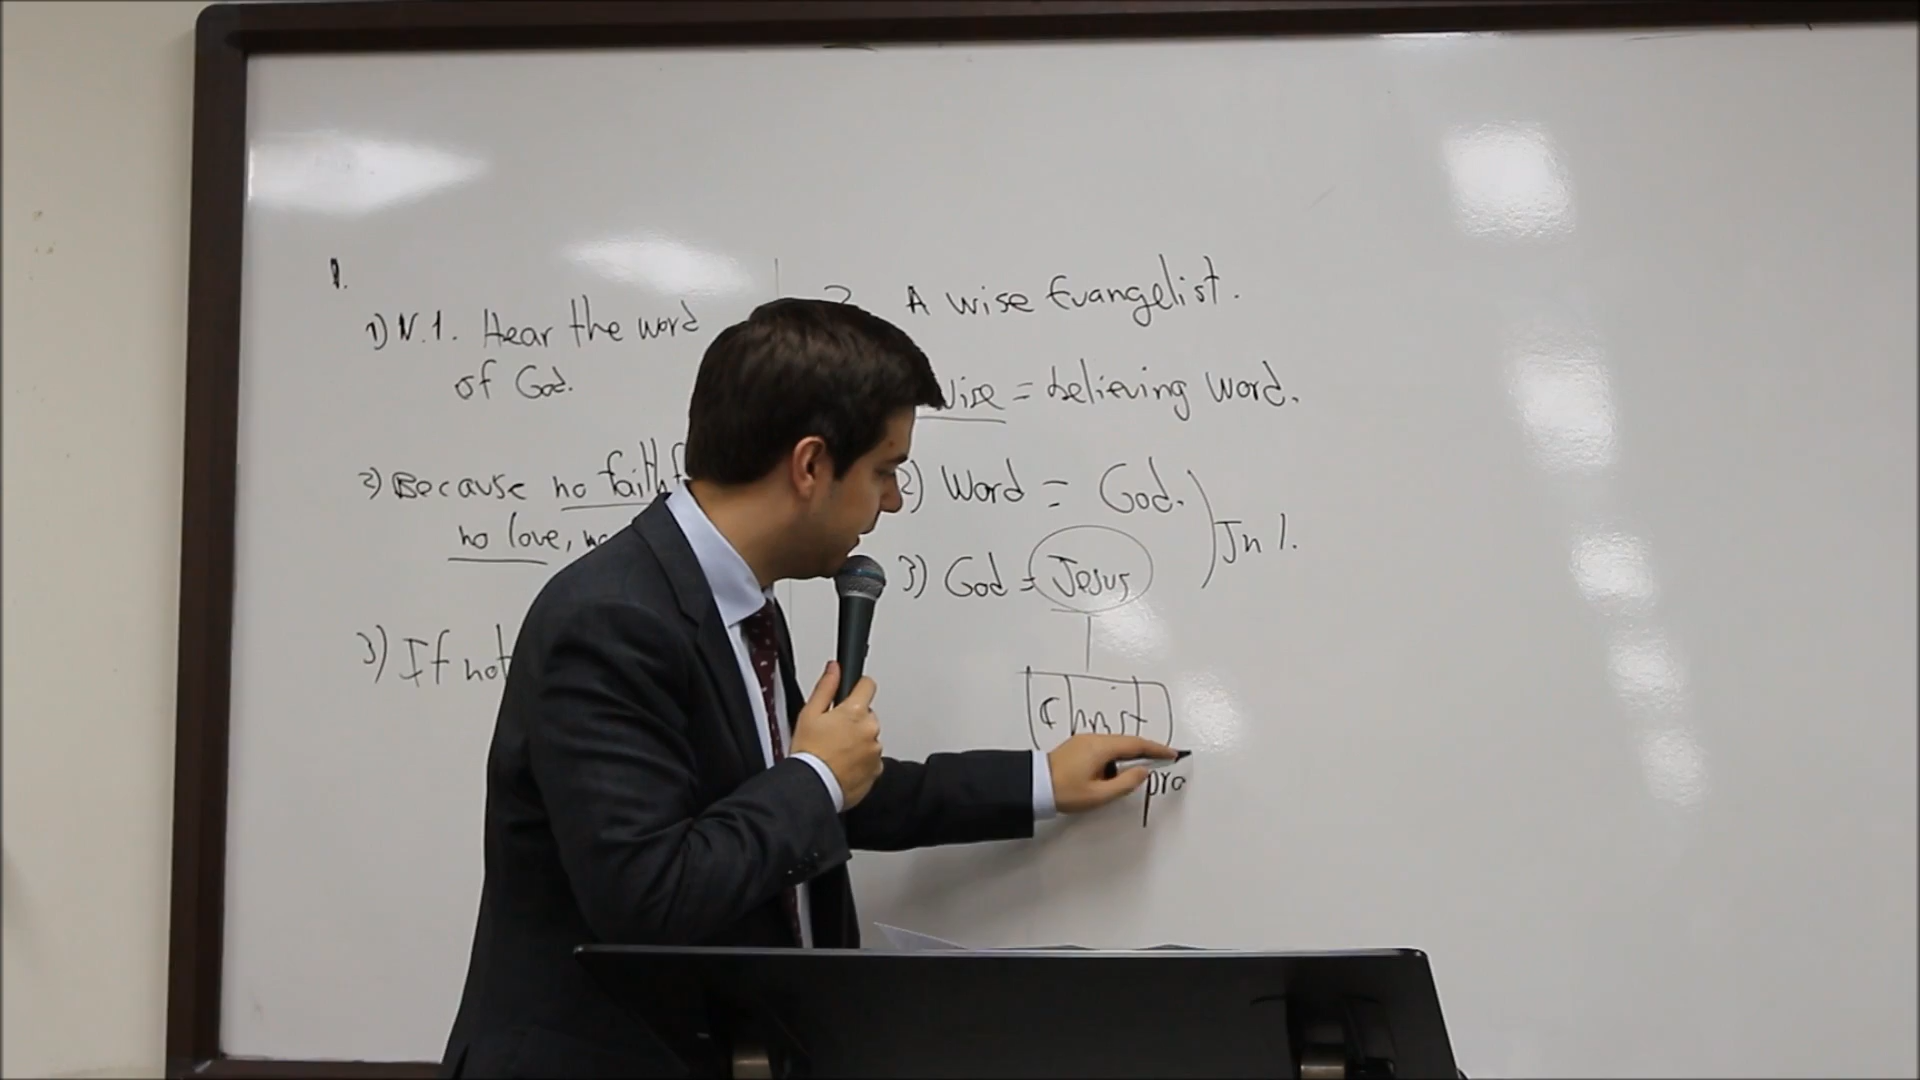 1.
1) N.1. Hear the word
of God.
2) Because no faith
no love,
3) If not
A wise Evangelist.
Wise = believing word.
2) Word = God.
3) God = Jesus
Jn 1.
Christ
pro